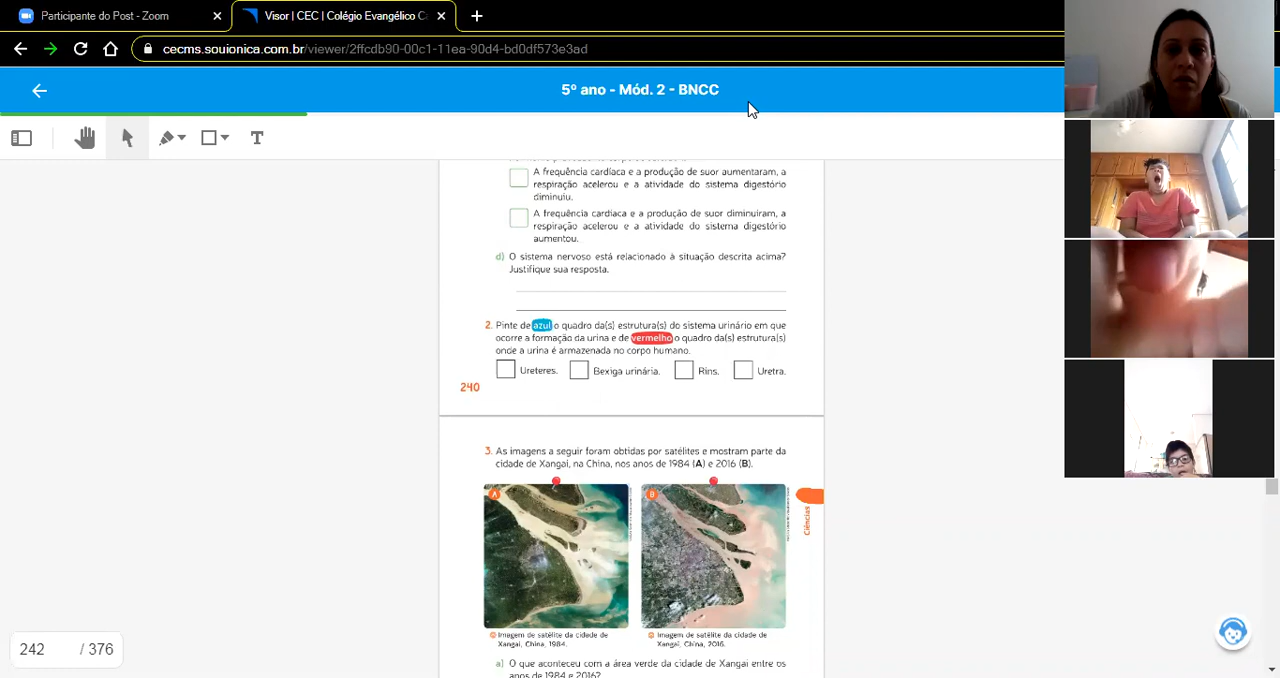 Participante do Post - Zoom
Visor | CEC | Colégio Evangélico Ca
cecms.souionica.com.br/viewer/2ffcdb90-00c1-11ea-90d4-bd0df573e3ad
5º ano - Mód. 2 - BNCC
T
A frequência cardíaca e a produção de suor aumentaram, a
respiração acelerou e a atividade do sistema digestório
diminuiu.
A frequência cardíaca e a produção de suor diminuíram, a
respiração acelerou e a atividade do sistema digestório
aumentou.
d) O sistema nervoso está relacionado à situação descrita acima?
Justifique sua resposta.
2. Pinte de azul o quadro da(s) estrutura(s) do sistema urinário em que
ocorre a formação da urina e de vermelho o quadro da(s) estrutura(s)
onde a urina é armazenada no corpo humano.
Ureteres. Bexiga urinária. Rins. Uretra.
240
3. As imagens a seguir foram obtidas por satélites e mostram parte da
cidade de Xangai, na China, nos anos de 1984 (A) e 2016 (B).
A B
Ciências
Imagem de satélite da cidade de
Xangai, China, 1984.
Imagem de satélite da cidade de
Xangai, China, 2016.
a) O que aconteceu com a área verde da cidade de Xangai entre os
anos de 1984 e 2016?
242 / 376